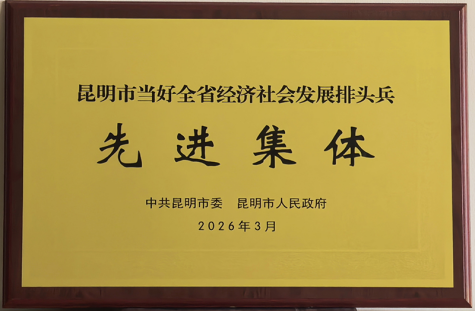 昆明市当好全省经济社会发展排头兵
先进集体
中共昆明市委 昆明市人民政府
2026年3月